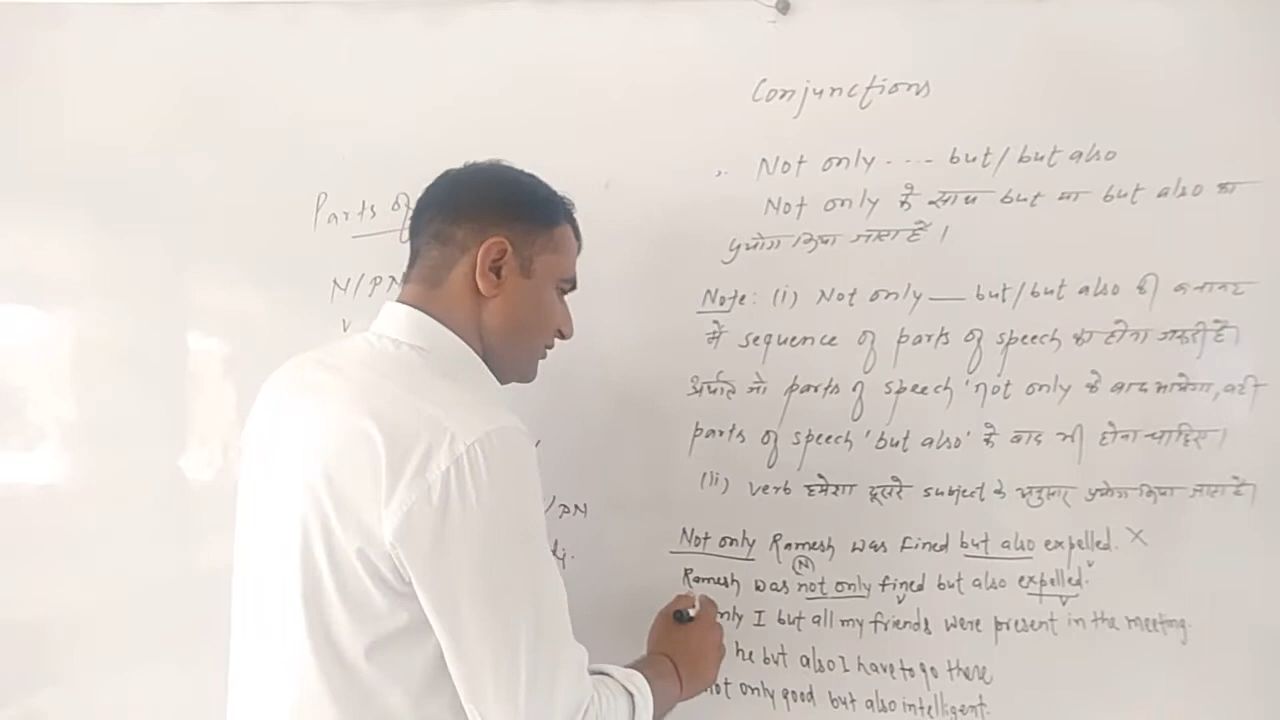 Conjunctions
Parts of
N/PN
V
/PN
dj.
Not only .... but/but also
Not only के साथ but या but also का
प्रयोग किया जाता है।
Note: (i) Not only — but/but also की बनावट
में sequence of parts of speech का होना जरूरी है।
अर्थात जो parts of speech 'not only के बाद आयेगा, वही
parts of speech 'but also' के बाद भी होना चाहिए।
(ii) verb हमेशा दूसरे subject के अनुसार प्रयोग किया जाता है।
Not only Ramesh was fined but also expelled. X
N V
Ramesh was not only fined but also expelled.
V V
nly I but all my friends were present in the meeting.
he but also I have to go there
not only good but also intelligent.